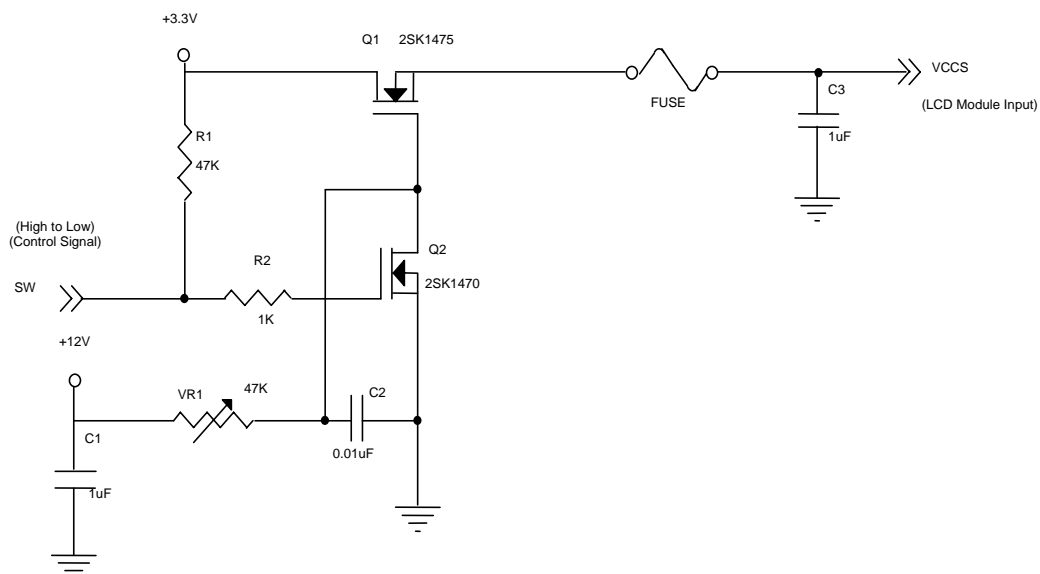 +3.3V
Q1 2SK1475
VCCS
FUSE
C3
(LCD Module Input)
1uF
R1
47K
(High to Low)
(Control Signal)
Q2
R2
2SK1470
SW
1K
+12V
VR1
47K
C2
C1
0.01uF
1uF